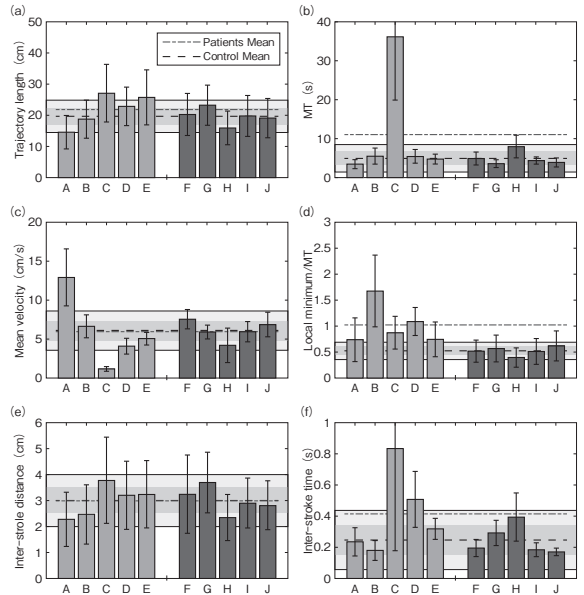 (a)
Trajectory length (cm)
50
40
30
20
10
0
Patients Mean
Control Mean
A B C D E F G H I J
(b)
MT (s)
40
30
20
10
0
A B C D E F G H I J
(c)
Mean velocity (cm/s)
20
15
10
5
0
A B C D E F G H I J
(d)
Local minimum/MT
3
2.5
2
1.5
1
0.5
0
A B C D E F G H I J
(e)
Inter-strole distance (cm)
6
5
4
3
2
1
0
A B C D E F G H I J
(f)
Inter-stroke time (s)
1
0.8
0.6
0.4
0.2
0
A B C D E F G H I J